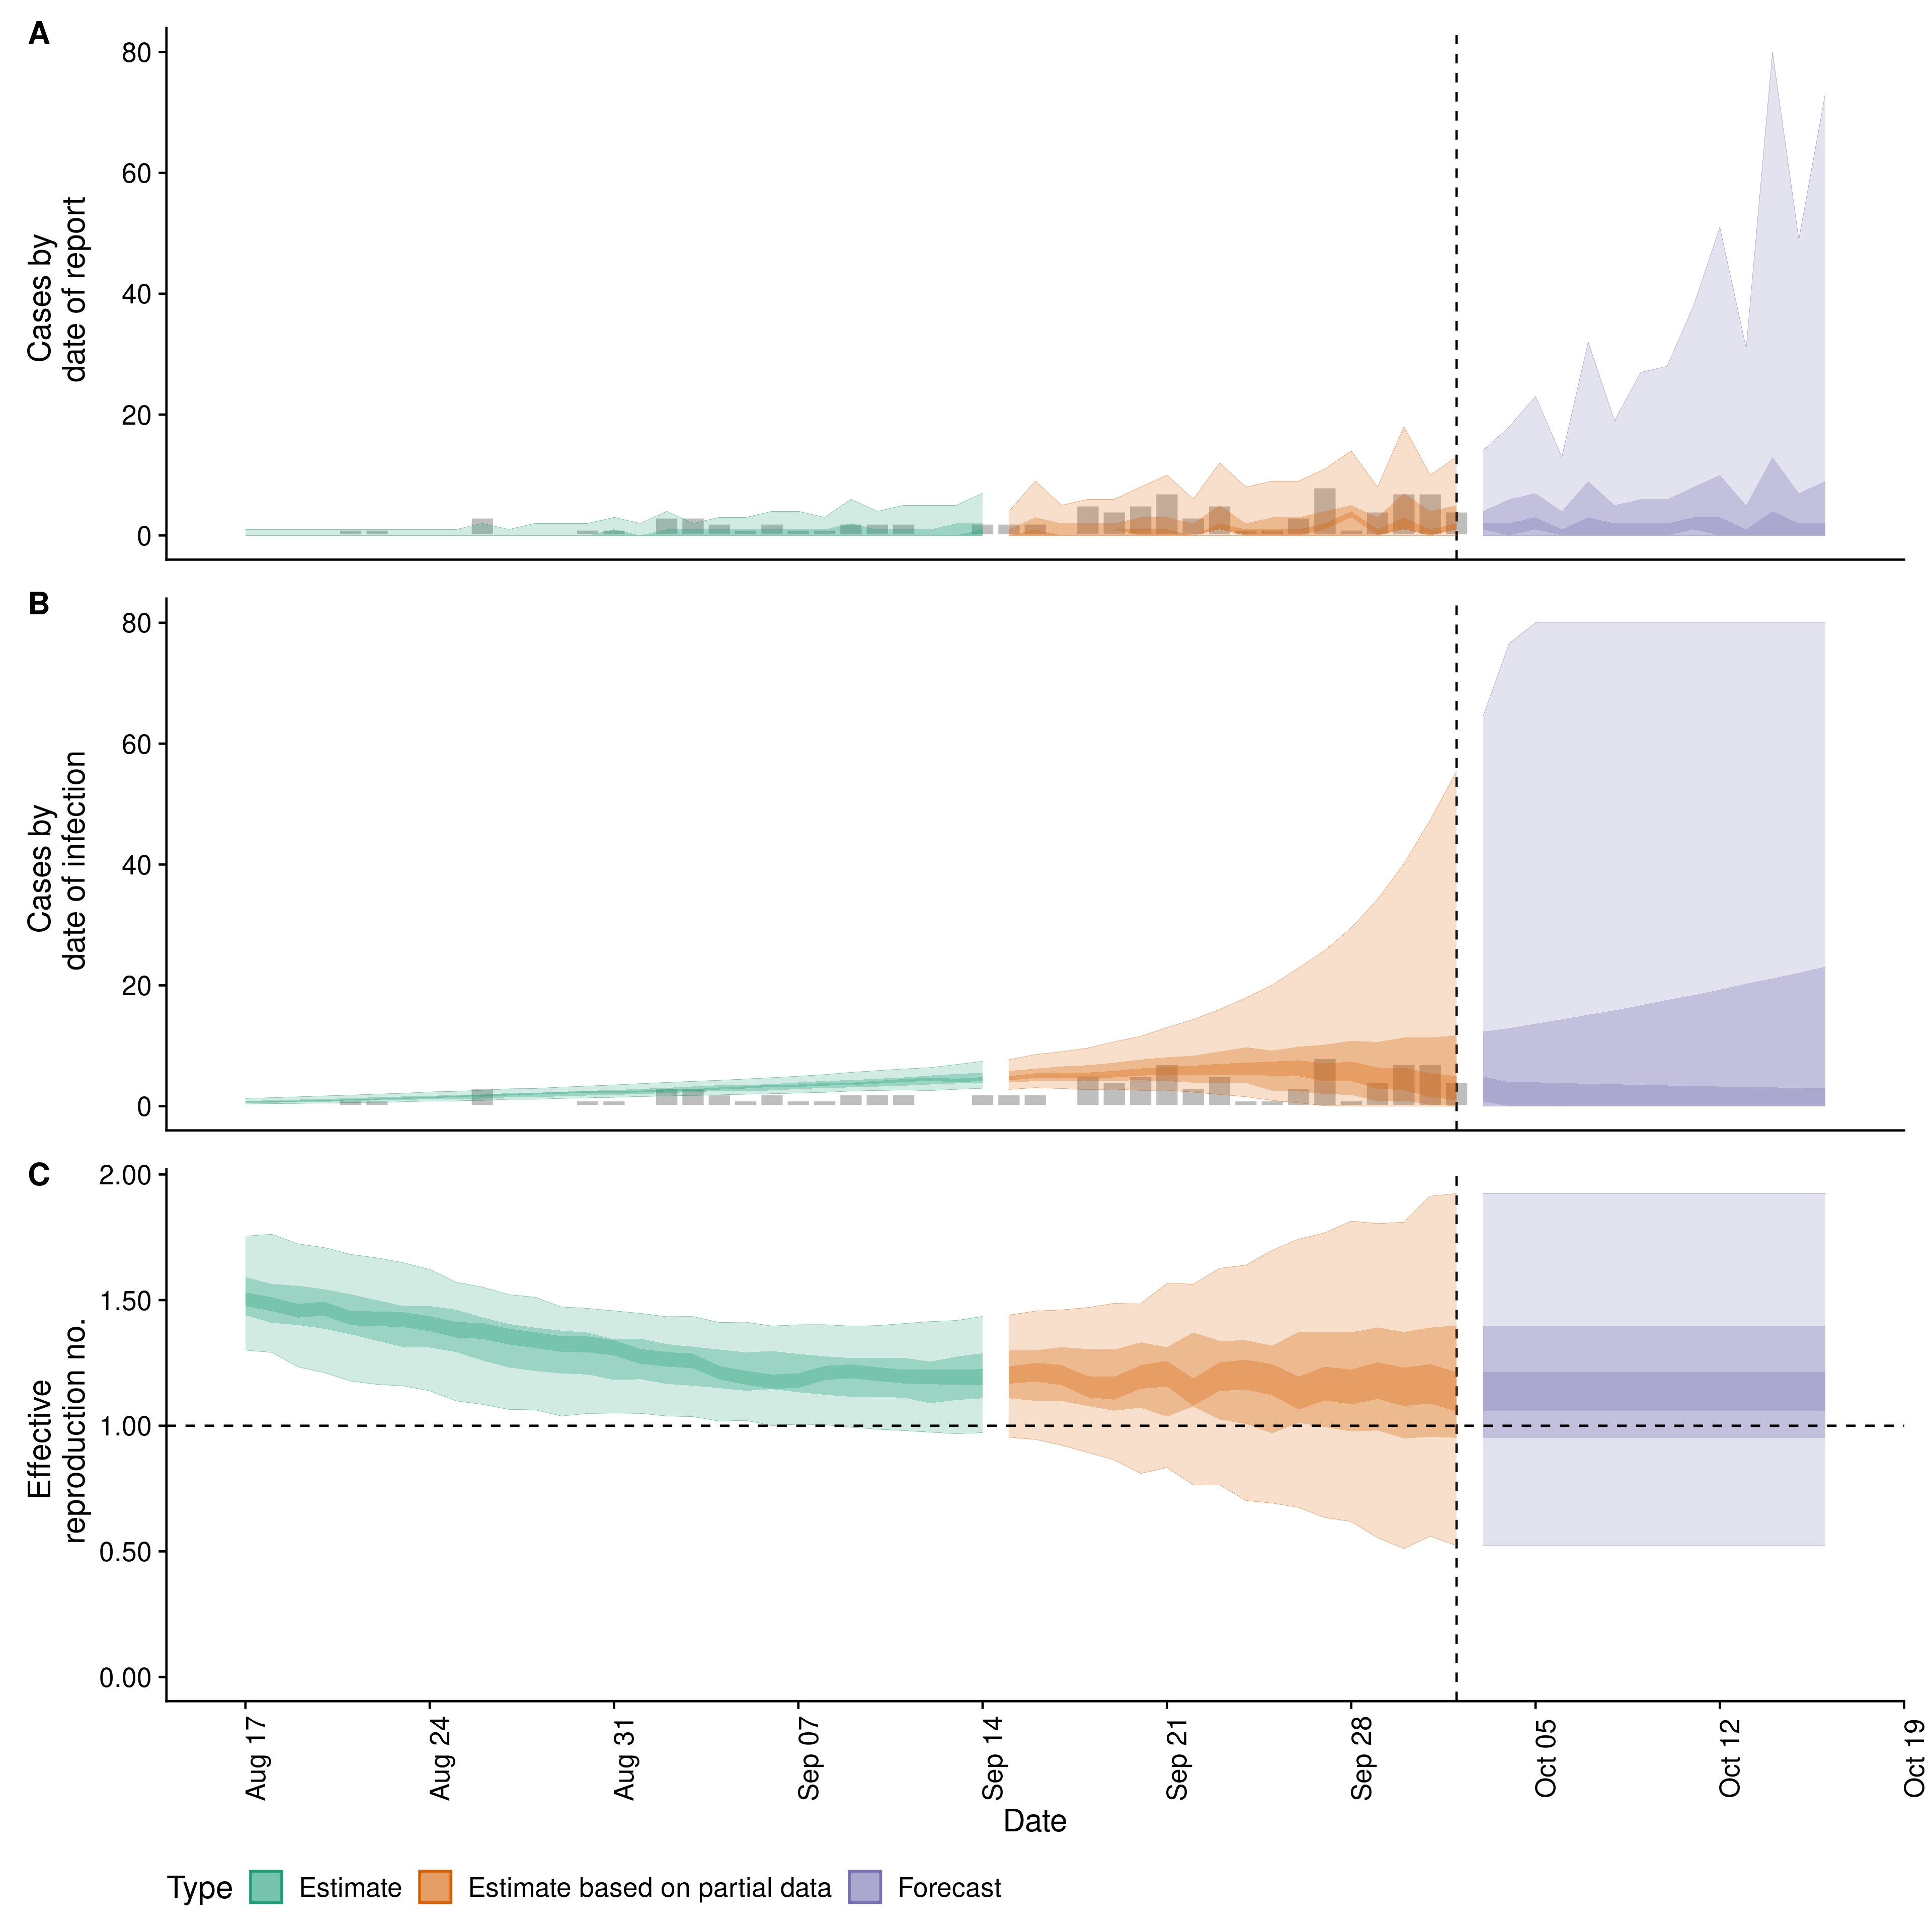 A
80
60
40
20
0
Cases by
date of report
B
80
60
40
20
0
Cases by
date of infection
C
2.00
1.50
1.00
0.50
0.00
Effective
reproduction no.
Aug 17
Aug 24
Aug 31
Sep 07
Sep 14
Sep 21
Sep 28
Oct 05
Oct 12
Oct 19
Date
Type Estimate Estimate based on partial data Forecast